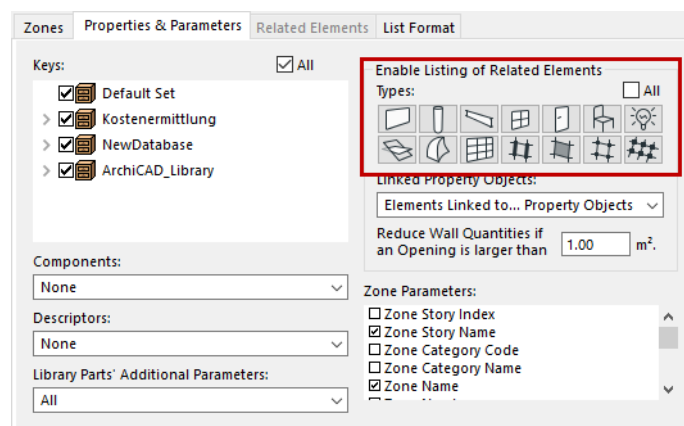 Zones Properties & Parameters Related Elements List Format
Keys: All
Default Set
Kostenermittlung
NewDatabase
ArchiCAD_Library
Components:
None
Descriptors:
None
Library Parts' Additional Parameters:
All
Enable Listing of Related Elements
Types: All
Linked Property Objects:
Elements Linked to... Property Objects
Reduce Wall Quantities if
an Opening is larger than 1.00 m².
Zone Parameters:
Zone Story Index
Zone Story Name
Zone Category Code
Zone Category Name
Zone Name